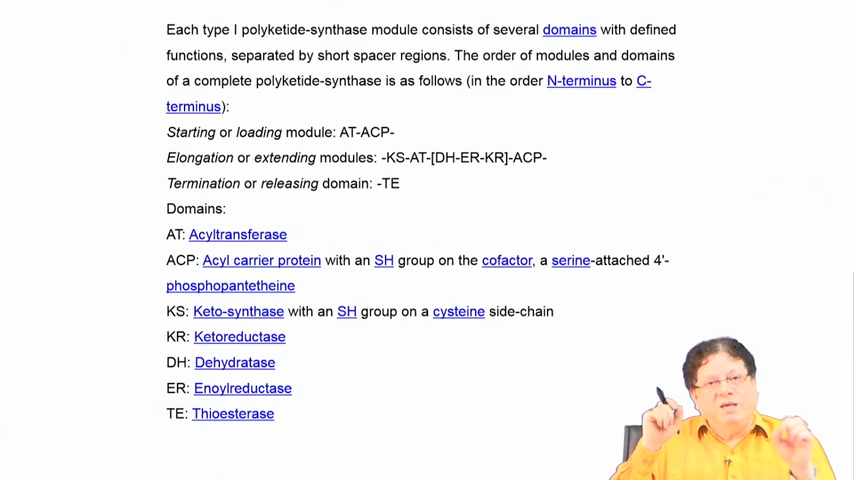 Each type I polyketide-synthase module consists of several domains with defined
functions, separated by short spacer regions. The order of modules and domains
of a complete polyketide-synthase is as follows (in the order N-terminus to C-
terminus):
Starting or loading module: AT-ACP-
Elongation or extending modules: -KS-AT-[DH-ER-KR]-ACP-
Termination or releasing domain: -TE
Domains:
AT: Acyltransferase
ACP: Acyl carrier protein with an SH group on the cofactor, a serine-attached 4'-
phosphopantetheine
KS: Keto-synthase with an SH group on a cysteine side-chain
KR: Ketoreductase
DH: Dehydratase
ER: Enoylreductase
TE: Thioesterase